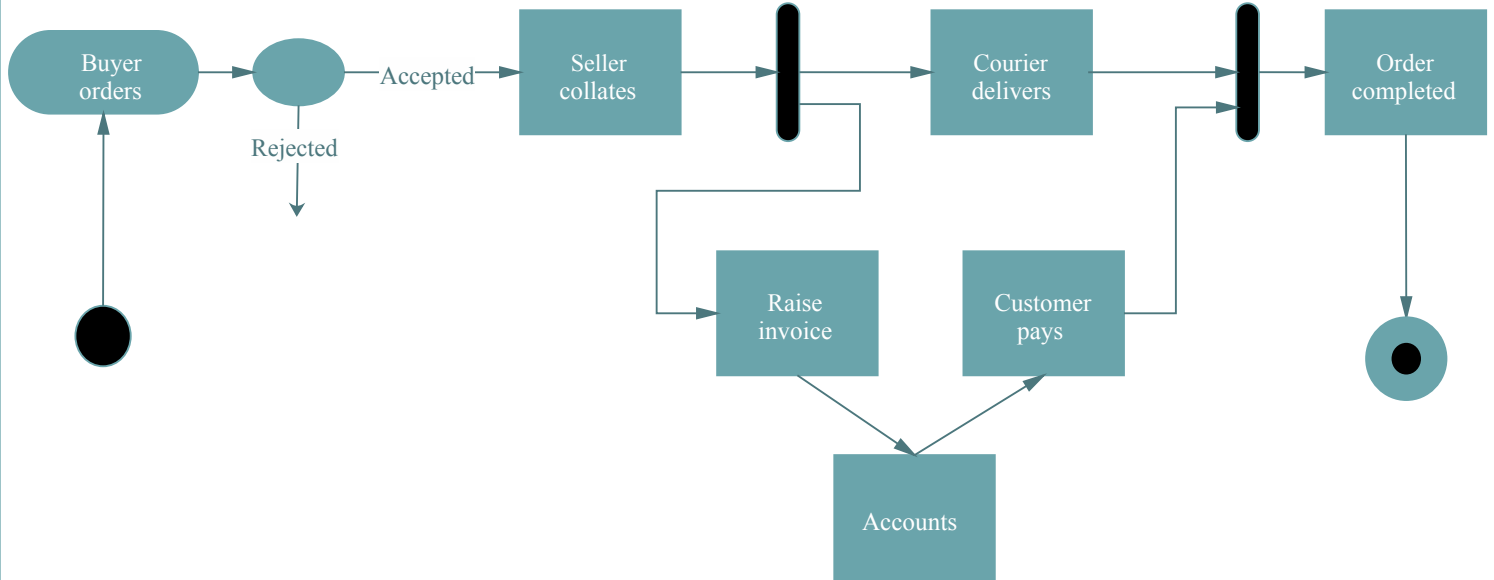 Buyer
orders
Accepted
Rejected
Seller
collates
Courier
delivers
Order
completed
Raise
invoice
Customer
pays
Accounts